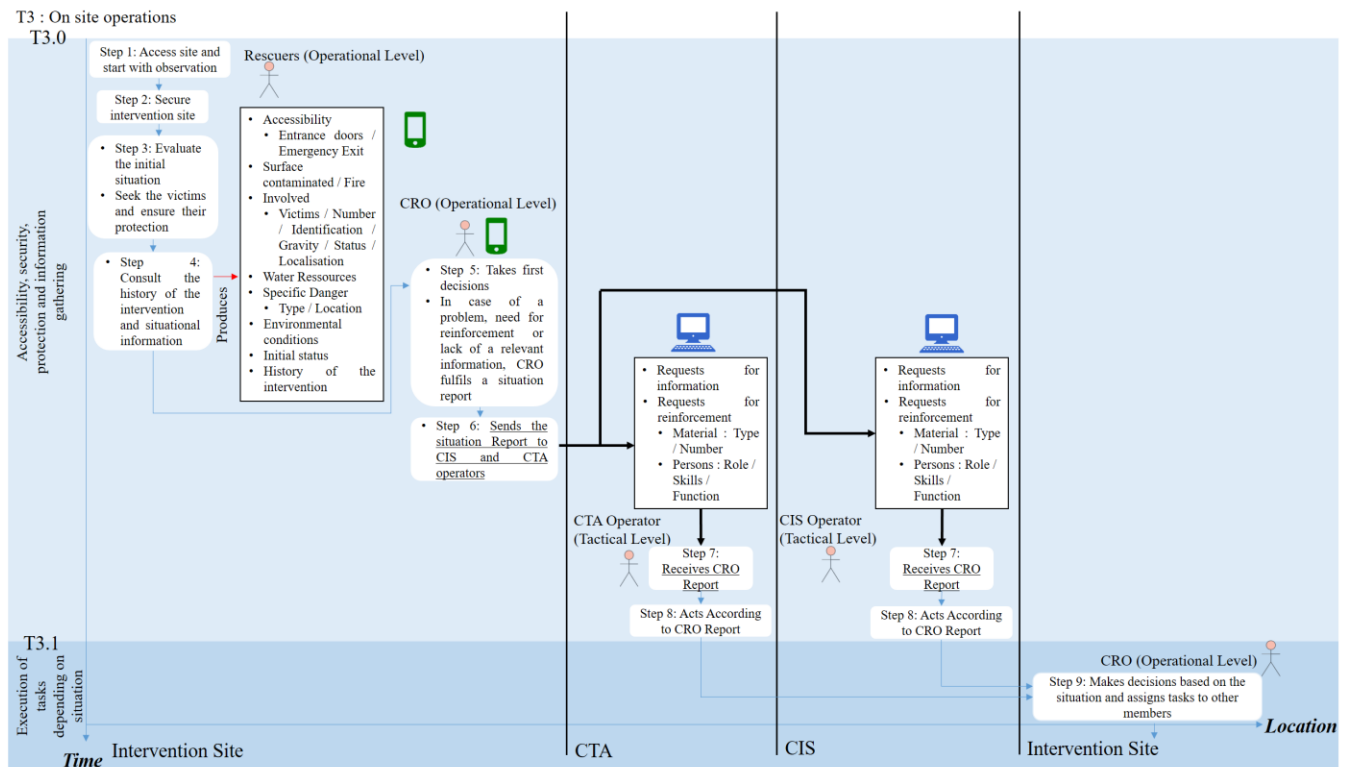 T3 : On site operations
T3.0
Step 1: Access site and
start with observation
Step 2: Secure
intervention site
• Step 3: Evaluate
the initial
situation
• Seek the victims
and ensure their
protection
• Step 4:
Consult the
history of the
intervention
and situational
information
Accessibility, security,
protection and information
gathering
Produces
Rescuers (Operational Level)
• Accessibility
• Entrance doors /
Emergency Exit
• Surface
contaminated / Fire
• Involved
• Victims / Number
/ Identification /
Gravity / Status /
Localisation
• Water Ressources
• Specific Danger
• Type / Location
• Environmental
conditions
• Initial status
• History of the
intervention
CRO (Operational Level)
• Step 5: Takes first
decisions
• In case of a
problem, need for
reinforcement or
lack of a relevant
information, CRO
fulfils a situation
report
• Step 6: Sends the
situation Report to
CIS and CTA
operators
• Requests for
information
• Requests for
reinforcement
• Material : Type
/ Number
• Persons : Role /
Skills /
Function
CTA Operator
(Tactical Level)
Step 7:
Receives CRO
Report
Step 8: Acts According
to CRO Report
• Requests for
information
• Requests for
reinforcement
• Material : Type
/ Number
• Persons : Role /
Skills /
Function
CIS Operator
(Tactical Level)
Step 7:
Receives CRO
Report
Step 8: Acts According
to CRO Report
T3.1
Execution of
tasks
depending on
situation
CRO (Operational Level)
Step 9: Makes decisions based on the
situation and assigns tasks to other
members
Location
Time
Intervention Site
CTA
CIS
Intervention Site